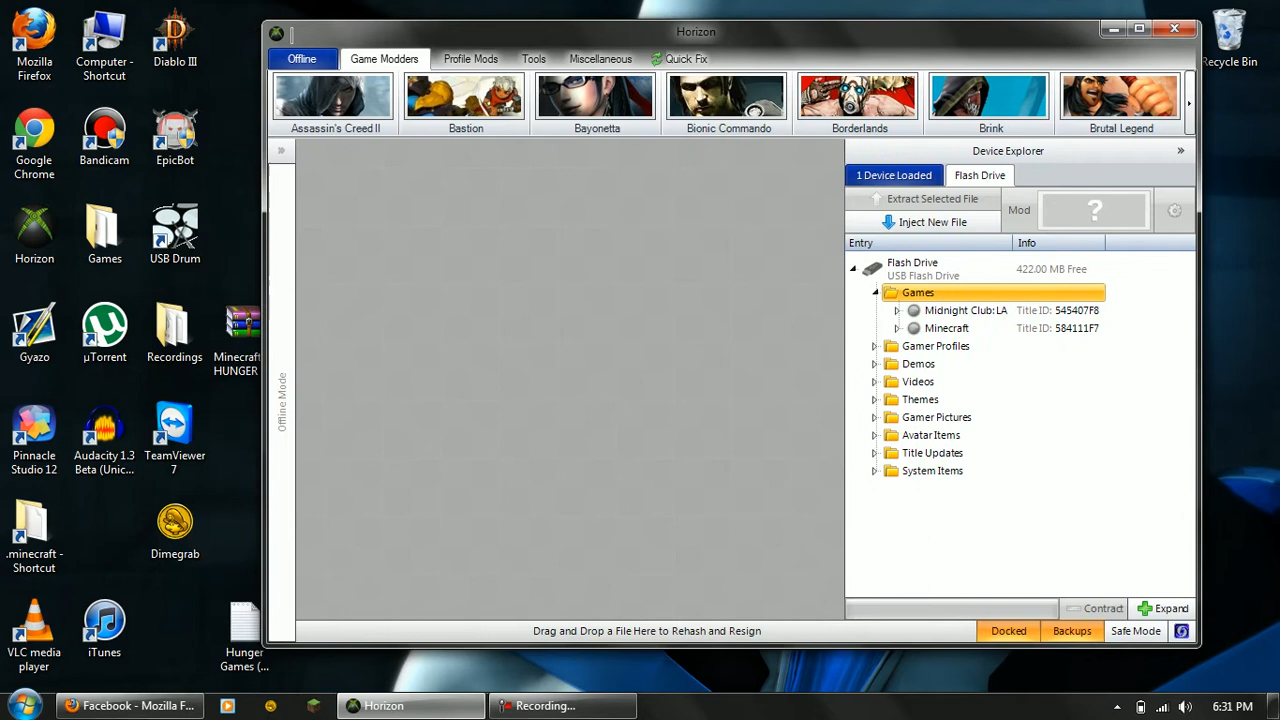 Mozilla
Firefox
Computer -
Shortcut
Diablo III
Google
Chrome
Bandicam
EpicBot
Horizon
Games
USB Drum
Gyazo
µTorrent
Recordings
Minecraft
HUNGER
Pinnacle
Studio 12
Audacity 1.3
Beta (Unic...
TeamViewer
7
.minecraft -
Shortcut
Dimegrab
VLC media
player
iTunes
Hunger
Games (...
Recycle Bin
Horizon
Offline
Game Modders
Profile Mods
Tools
Miscellaneous
Quick Fix
Assassin's Creed II
Bastion
Bayonetta
Bionic Commando
Borderlands
Brink
Brutal Legend
Offline Mode
Device Explorer
1 Device Loaded
Flash Drive
Extract Selected File
Inject New File
Mod
?
Entry
Info
Flash Drive
USB Flash Drive
422.00 MB Free
Games
Midnight Club: LA
Title ID: 545407F8
Minecraft
Title ID: 584111F7
Gamer Profiles
Demos
Videos
Themes
Gamer Pictures
Avatar Items
Title Updates
System Items
Contract
Expand
Drag and Drop a File Here to Rehash and Resign
Docked
Backups
Safe Mode
Facebook - Mozilla F...
Horizon
Recording...
6:31 PM